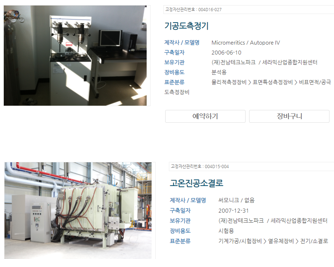 고정자산관리번호 : 004D16-027
기공도측정기
제작사 / 모델명 Micromeritics / Autopore IV
구축일자 2006-06-10
보유기관 (재)전남테크노파크 / 세라믹산업종합지원센터
장비용도 분석용
표준분류 물리적측정장비 > 표면특성측정장비 > 비표면적/공극
도측정장비
예약하기 장바구니
고정자산관리번호 : 004D15-004
고온진공소결로
제작사 / 모델명 써모니크 / 없음
구축일자 2007-12-31
보유기관 (재)전남테크노파크 / 세라믹산업종합지원센터
장비용도 시험용
표준분류 기계가공/시험장비 > 열유체장비 > 전기/소결로